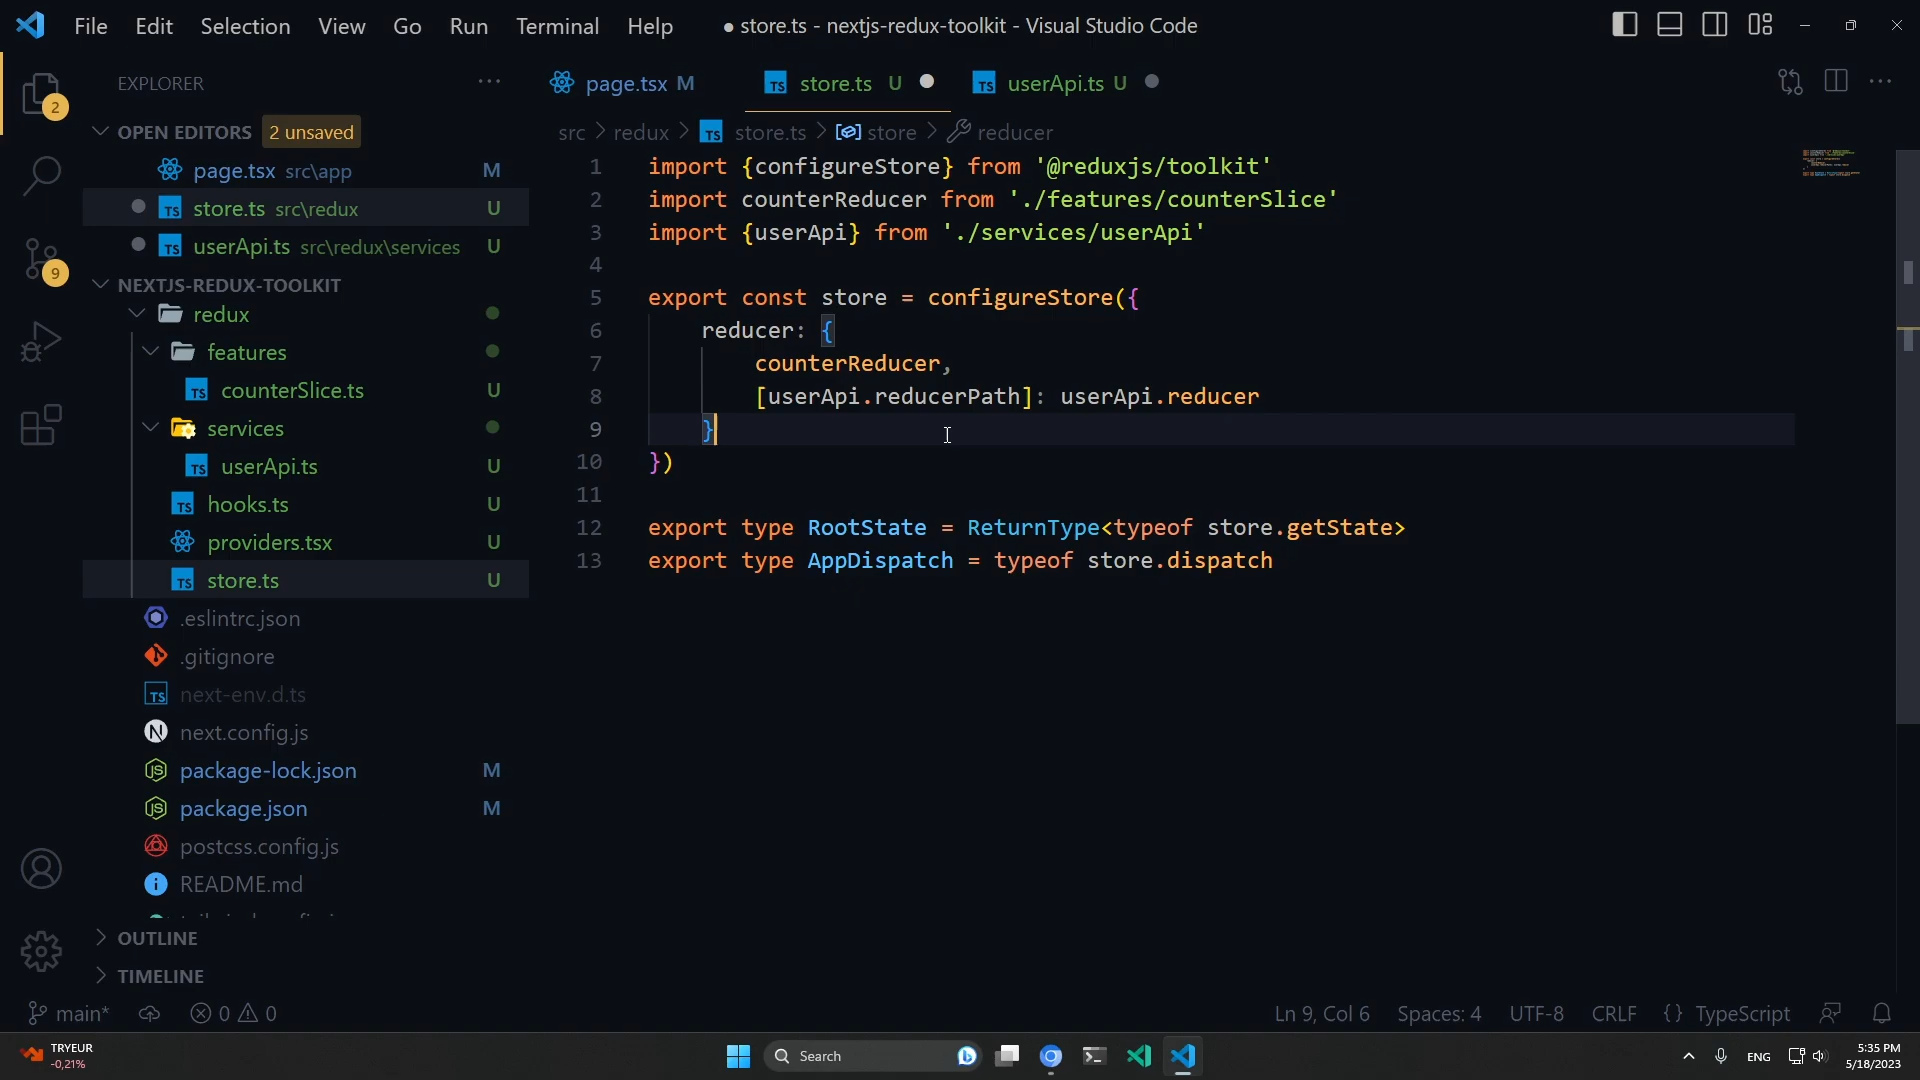 File Edit Selection View Go Run Terminal Help ● store.ts - nextjs-redux-toolkit - Visual Studio Code
EXPLORER
page.tsx M store.ts U userApi.ts U
OPEN EDITORS 2 unsaved
src > redux > store.ts > store > reducer
page.tsx src\app M
store.ts src\redux U
userApi.ts src\redux\services U
NEXTJS-REDUX-TOOLKIT
redux
features
counterSlice.ts U
services
userApi.ts U
hooks.ts U
providers.tsx U
store.ts U
.eslintrc.json
.gitignore
next-env.d.ts
next.config.js
package-lock.json M
package.json M
postcss.config.js
README.md
OUTLINE
TIMELINE
2
9
1 import {configureStore} from '@reduxjs/toolkit'
2 import counterReducer from './features/counterSlice'
3 import {userApi} from './services/userApi'
4
5 export const store = configureStore({
6 reducer: {
7 counterReducer,
8 [userApi.reducerPath]: userApi.reducer
9 }
10 })
11
12 export type RootState = ReturnType<typeof store.getState>
13 export type AppDispatch = typeof store.dispatch
main* 0 0 Ln 9, Col 6 Spaces: 4 UTF-8 CRLF {} TypeScript
TRYEUR
-0,21%
Search
ENG
5:35 PM
5/18/2023